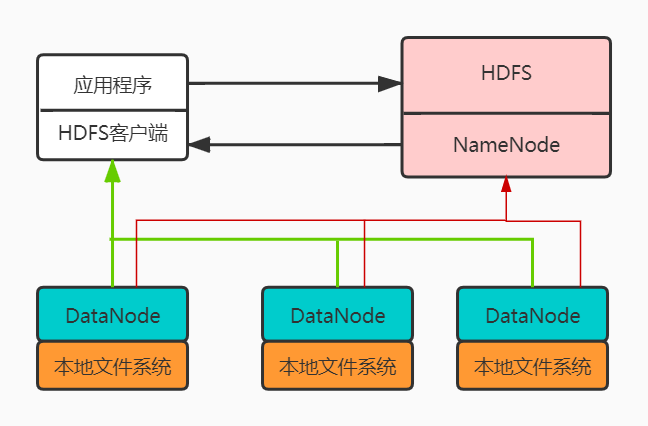 应用程序
HDFS客户端
HDFS
NameNode
DataNode
本地文件系统
DataNode
本地文件系统
DataNode
本地文件系统